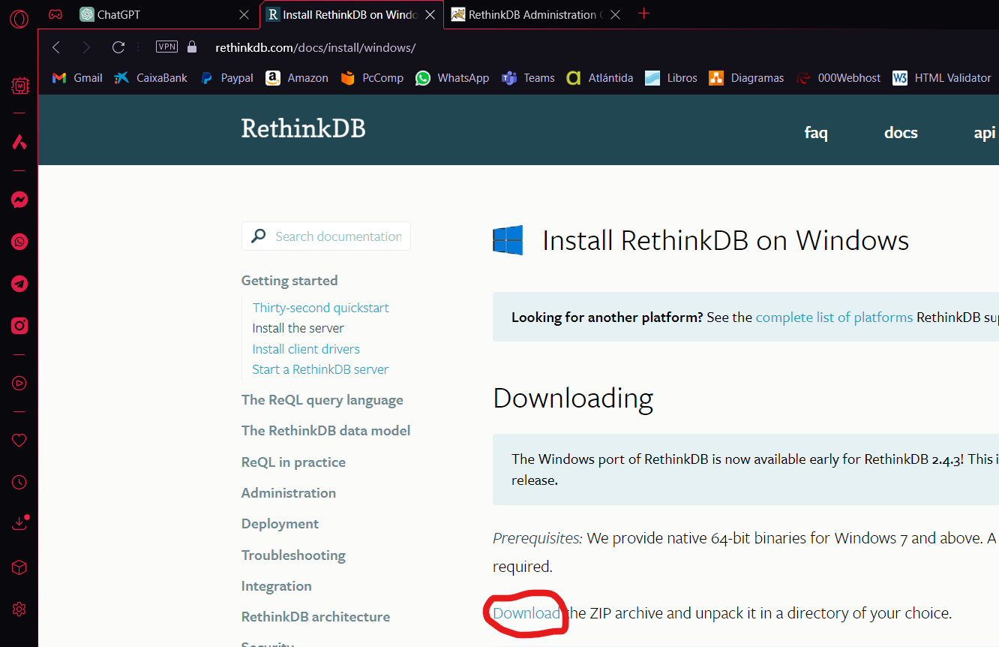 ChatGPT
Install RethinkDB on Windo
RethinkDB Administration
VPN
rethinkdb.com/docs/install/windows/
Gmail CaixaBank Paypal Amazon PcComp WhatsApp Teams Atlántida Libros Diagramas 000Webhost HTML Validator
RethinkDB
faq docs api
Search documentation
Install RethinkDB on Windows
Getting started
Thirty-second quickstart
Install the server
Install client drivers
Start a RethinkDB server
The ReQL query language
The RethinkDB data model
ReQL in practice
Administration
Deployment
Troubleshooting
Integration
RethinkDB architecture
Security
Looking for another platform? See the complete list of platforms RethinkDB sup
Downloading
The Windows port of RethinkDB is now available early for RethinkDB 2.4.3! This i
release.
Prerequisites: We provide native 64-bit binaries for Windows 7 and above. A
required.
Download the ZIP archive and unpack it in a directory of your choice.